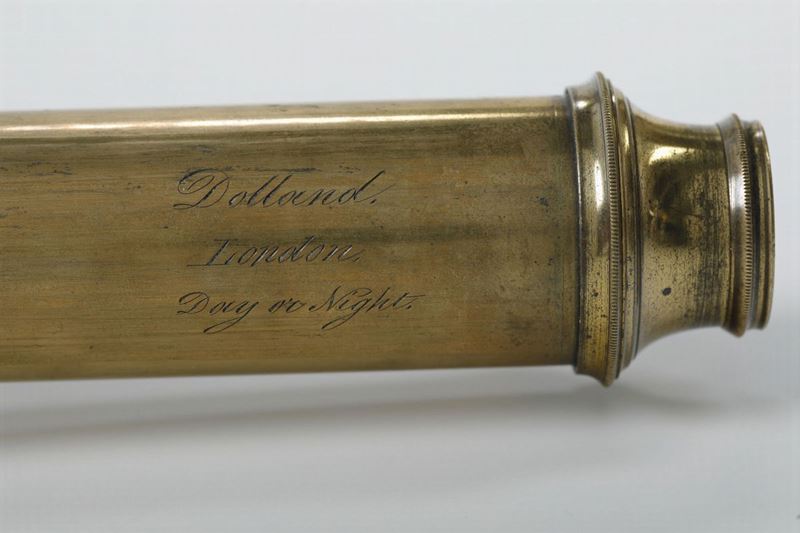 Dolland.
London.
Day or Night.